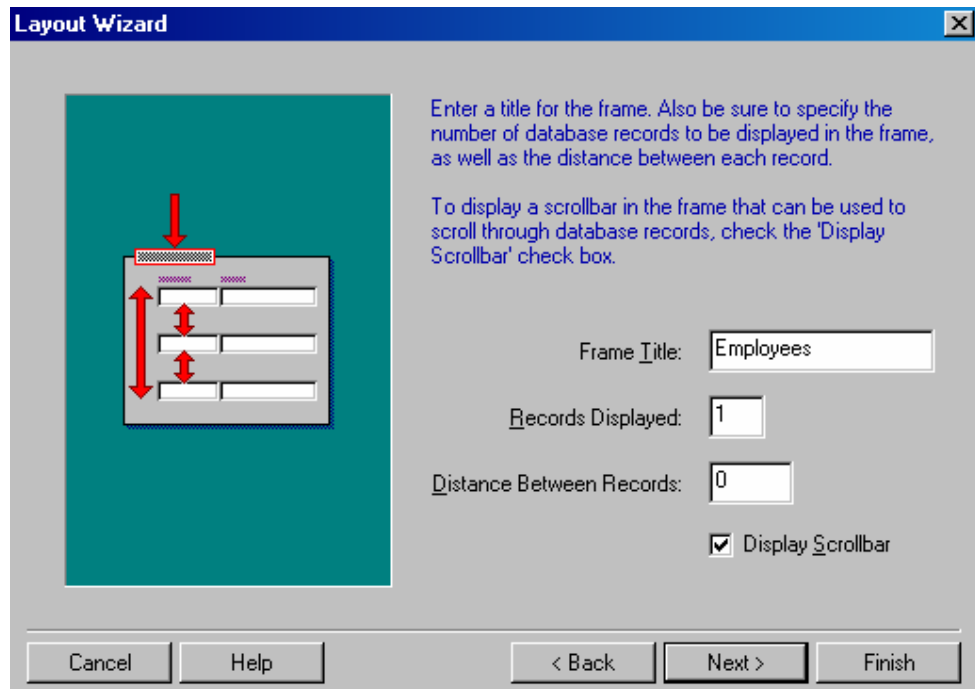 Layout Wizard
Enter a title for the frame. Also be sure to specify the
number of database records to be displayed in the frame,
as well as the distance between each record.
To display a scrollbar in the frame that can be used to
scroll through database records, check the 'Display
Scrollbar' check box.
Frame Title: Employees
Records Displayed: 1
Distance Between Records: 0
Display Scrollbar
Cancel Help < Back Next > Finish